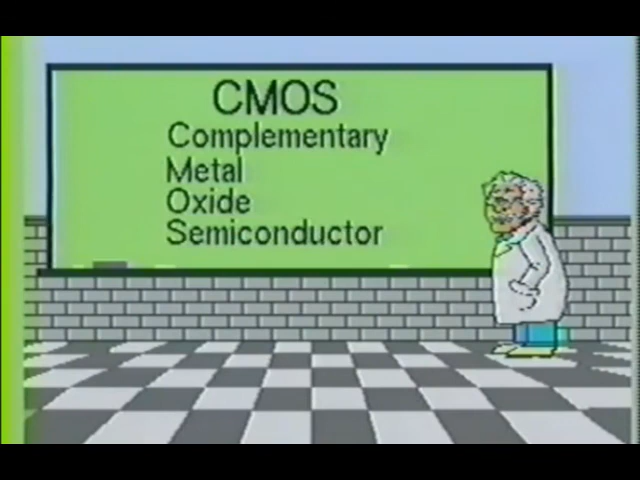 CMOS
Complementary
Metal
Oxide
Semiconductor